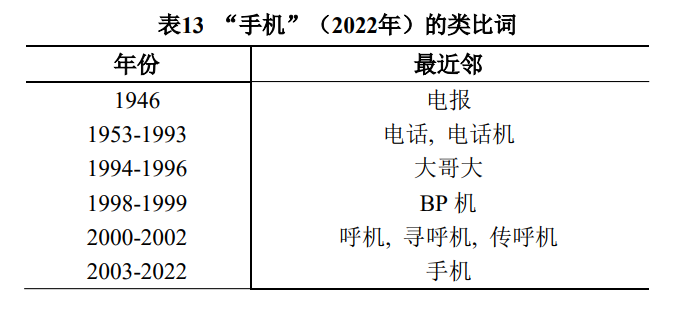 表13 “手机”（2022年）的类比词
年份 最近邻
1946 电报
1953-1993 电话, 电话机
1994-1996 大哥大
1998-1999 BP 机
2000-2002 呼机, 寻呼机, 传呼机
2003-2022 手机